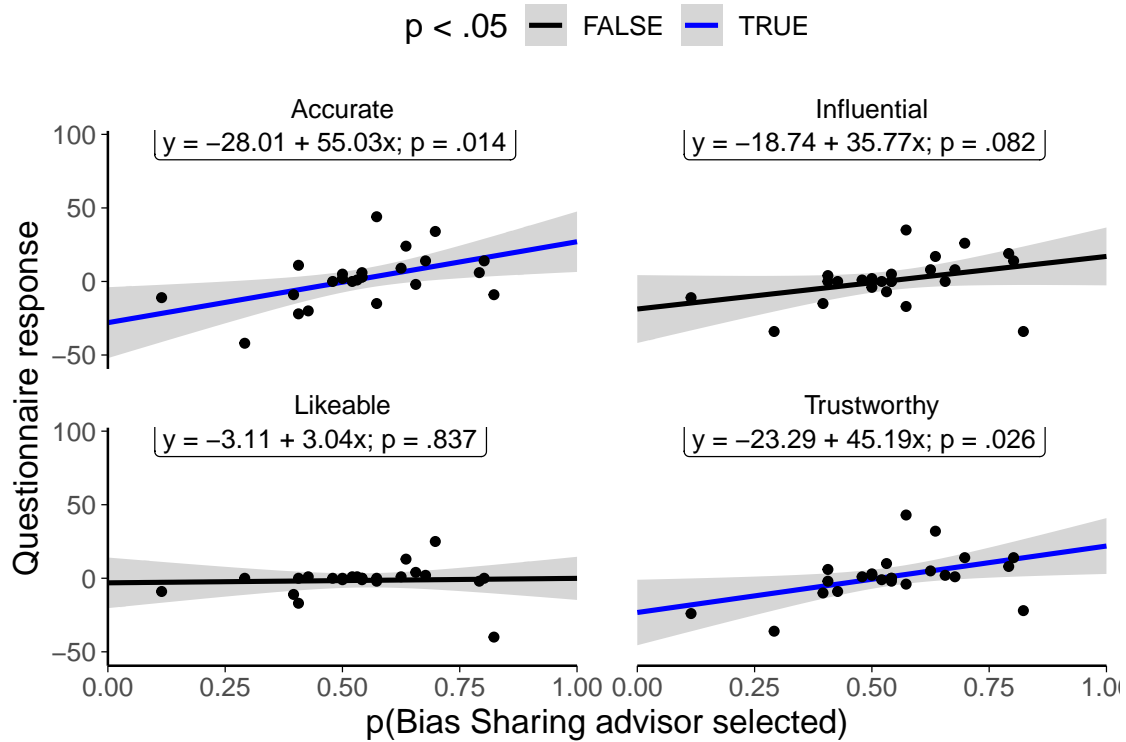 p < .05 FALSE TRUE
Accurate Influential
y = −28.01 + 55.03x; p = .014 y = −18.74 + 35.77x; p = .082
100
50
0
−50
Likeable Trustworthy
y = −3.11 + 3.04x; p = .837 y = −23.29 + 45.19x; p = .026
100
50
0
−50
0.00 0.25 0.50 0.75 1.00 0.00 0.25 0.50 0.75 1.0
Questionnaire response
p(Bias Sharing advisor selected)